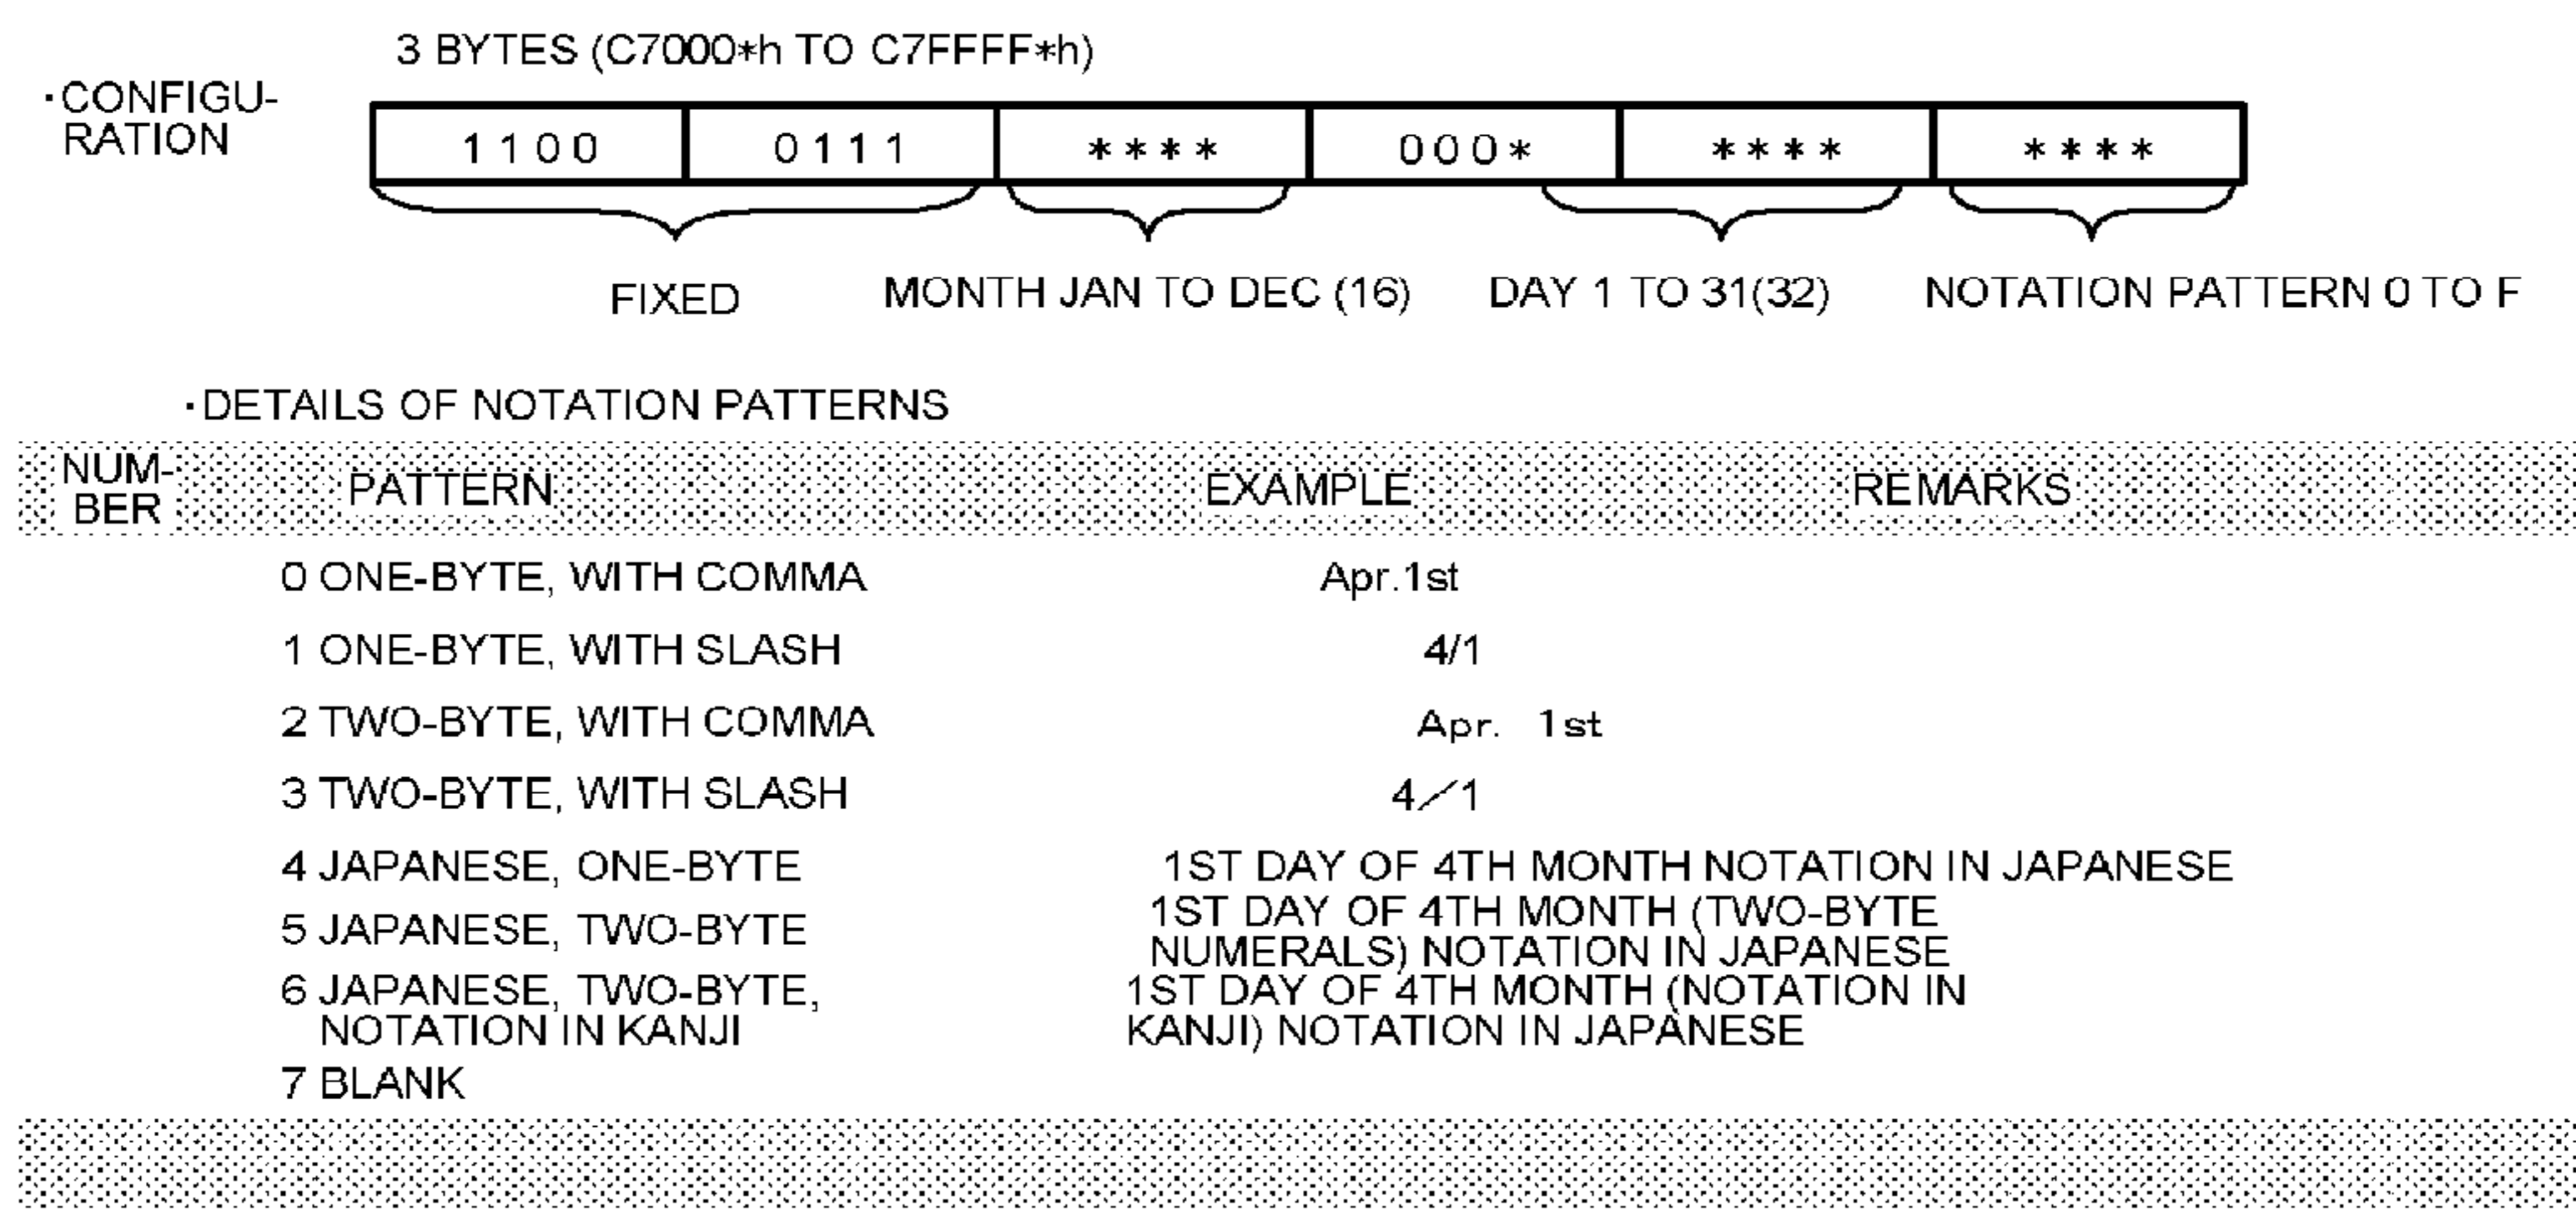 3 BYTES (C7000*h TO C7FFFF*h)
·CONFIGU-
RATION
1100 0111 **** 000* **** ****
FIXED MONTH JAN TO DEC (16) DAY 1 TO 31(32) NOTATION PATTERN 0 TO F
·DETAILS OF NOTATION PATTERNS
NUM-
BER PATTERN EXAMPLE REMARKS
0 ONE-BYTE, WITH COMMA Apr.1st
1 ONE-BYTE, WITH SLASH 4/1
2 TWO-BYTE, WITH COMMA Apr. 1st
3 TWO-BYTE, WITH SLASH 4／1
4 JAPANESE, ONE-BYTE 1ST DAY OF 4TH MONTH NOTATION IN JAPANESE
5 JAPANESE, TWO-BYTE 1ST DAY OF 4TH MONTH (TWO-BYTE
NUMERALS) NOTATION IN JAPANESE
6 JAPANESE, TWO-BYTE, 1ST DAY OF 4TH MONTH (NOTATION IN
NOTATION IN KANJI KANJI) NOTATION IN JAPANESE
7 BLANK